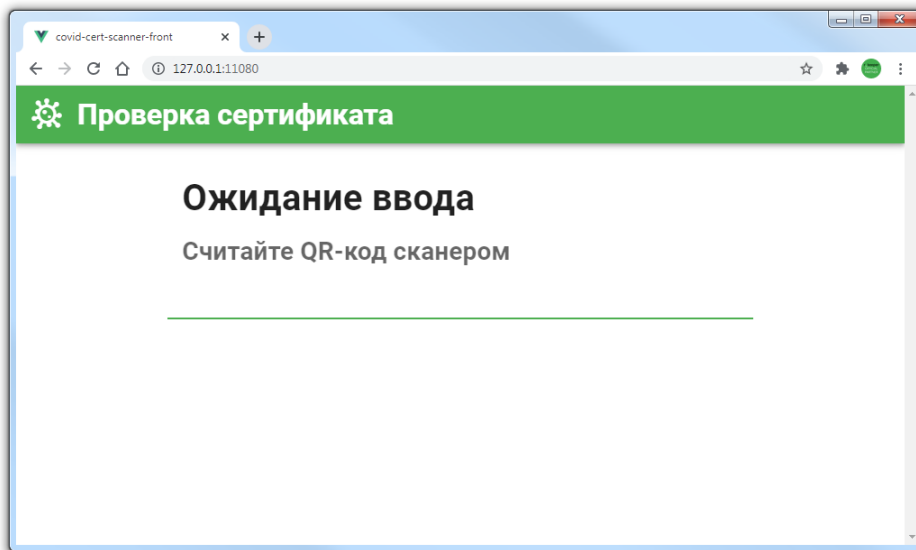 covid-cert-scanner-front
127.0.0.1:11080
Проверка сертификата
Ожидание ввода
Считайте QR-код сканером